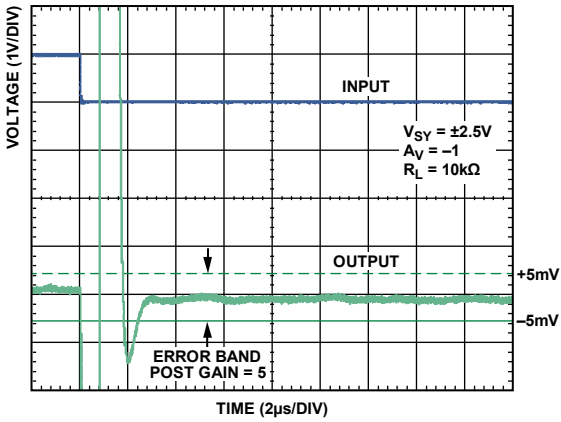 VOLTAGE (1V/DIV)
INPUT
V_SY = ±2.5V
A_V = –1
R_L = 10kΩ
OUTPUT
+5mV
–5mV
ERROR BAND
POST GAIN = 5
TIME (2μs/DIV)